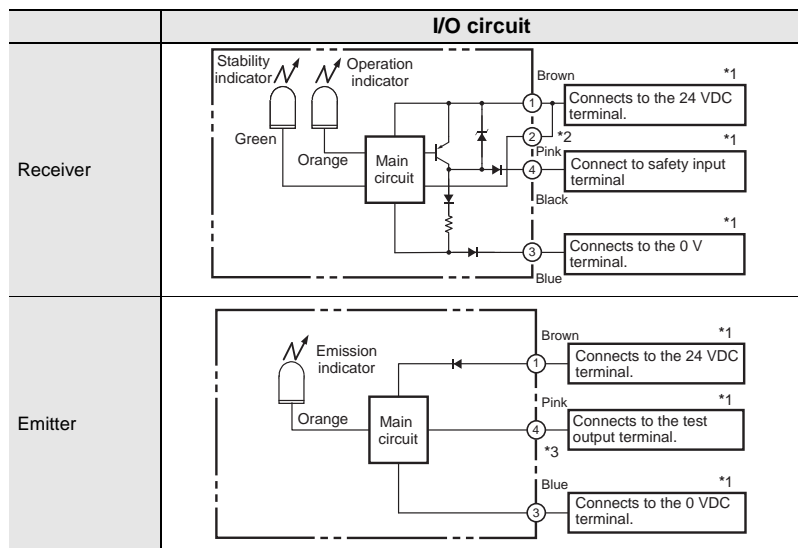 I/O circuit
Receiver
Stability
indicator
Operation
indicator
Green
Orange
Main
circuit
Brown
1
*1
Connects to the 24 VDC
terminal.
2
*2
Pink
*1
4
Connect to safety input
terminal
Black
*1
3
Connects to the 0 V
terminal.
Blue
Emitter
Emission
indicator
Orange
Main
circuit
Brown
*1
1
Connects to the 24 VDC
terminal.
Pink
*1
4
Connects to the test
output terminal.
*3
Blue
*1
3
Connects to the 0 VDC
terminal.